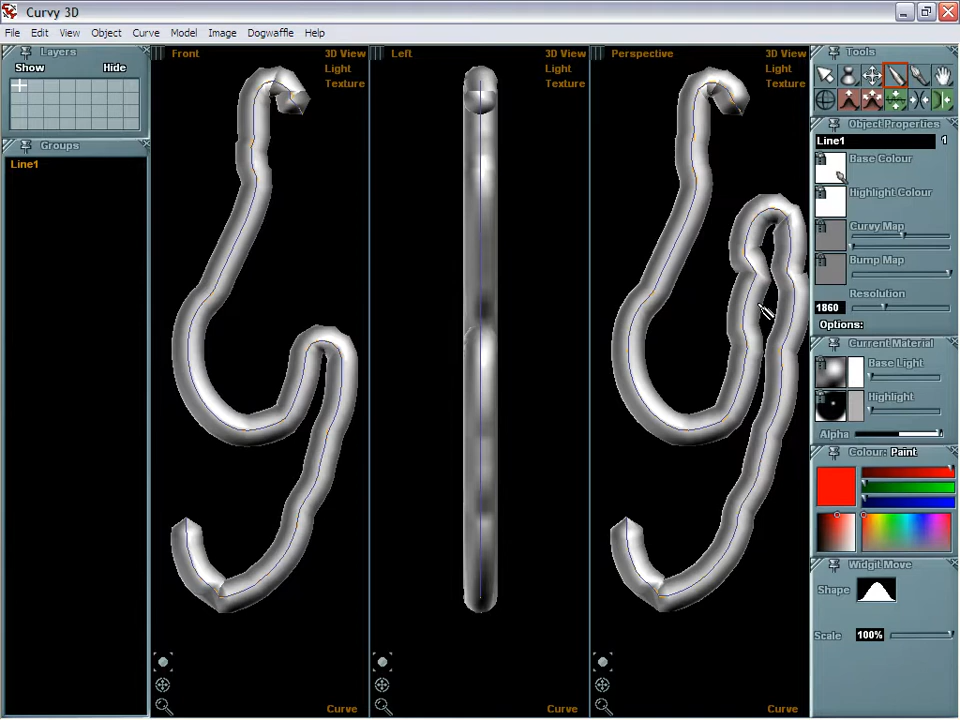 Curvy 3D
File Edit View Object Curve Model Image Dogwaffle Help
Layers
Show Hide
Groups
Line1
Front 3D View
Light
Texture
Curve
Left 3D View
Light
Texture
Curve
Perspective 3D View
Light
Texture
Curve
Tools
Object Properties
Line1 1
Base Colour
Highlight Colour
Curvy Map
Bump Map
Resolution
1860
Options:
Current Material
Base Light
Highlight
Alpha
Colour: Paint
Widgit Move
Shape
Scale 100%